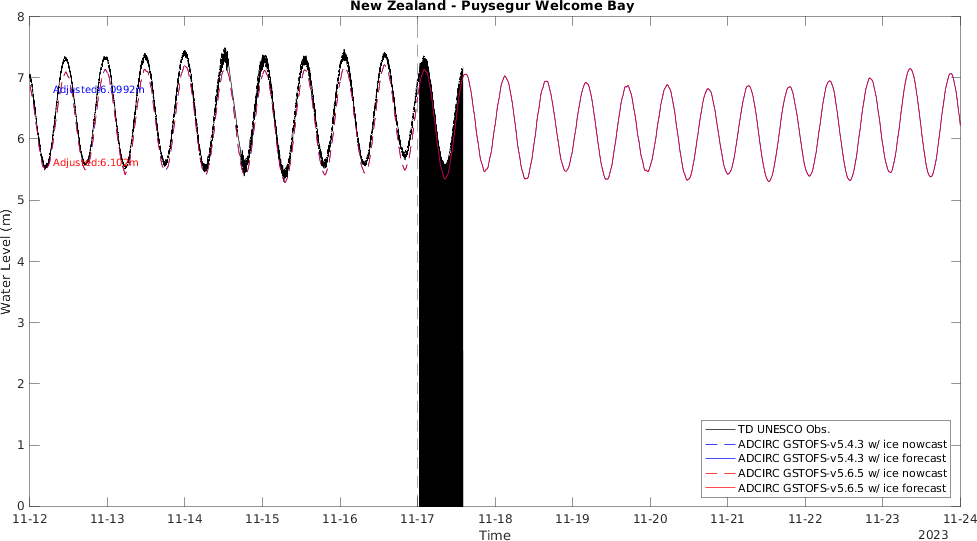 New Zealand - Puysegur Welcome Bay
8
7
6
5
4
3
2
1
0
Water Level (m)
Adjusted:6.0992m
TD UNESCO Obs.
ADCIRC GSTOFS-v5.4.3 w/ ice nowcast
ADCIRC GSTOFS-v5.4.3 w/ ice forecast
ADCIRC GSTOFS-v5.6.5 w/ ice nowcast
ADCIRC GSTOFS-v5.6.5 w/ ice forecast
11-12 11-13 11-14 11-15 11-16 11-17 11-18 11-19 11-20 11-21 11-22 11-23 11-24
Time
2023